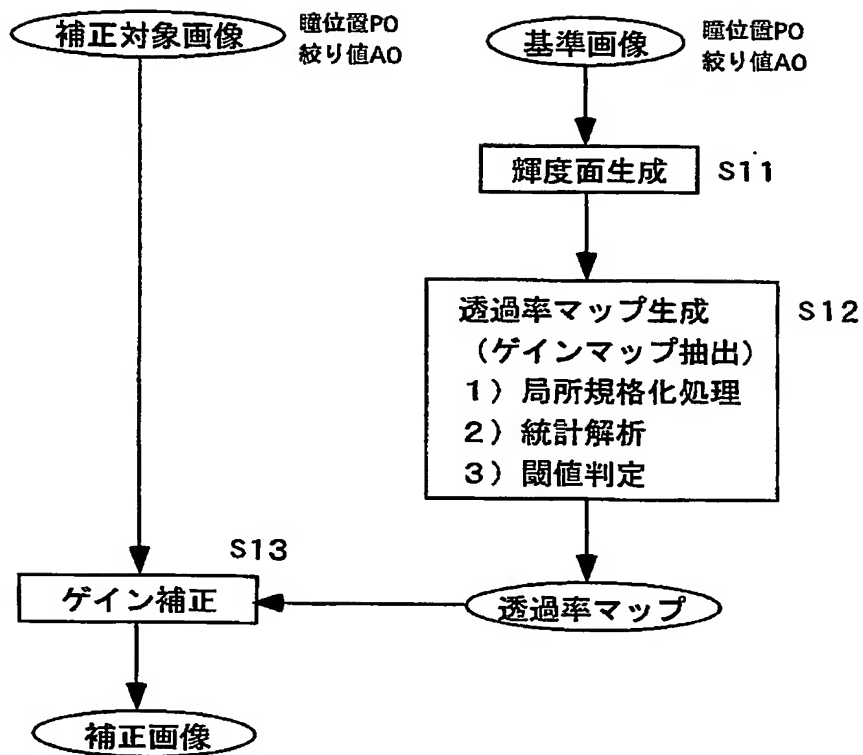 補正対象画像
瞳位置PO
絞り値AO
基準画像
瞳位置PO
絞り値AO
輝度面生成
S11
透過率マップ生成
(ゲインマップ抽出)
1)局所規格化処理
2)統計解析
3)閾値判定
S12
S13
ゲイン補正
透過率マップ
補正画像